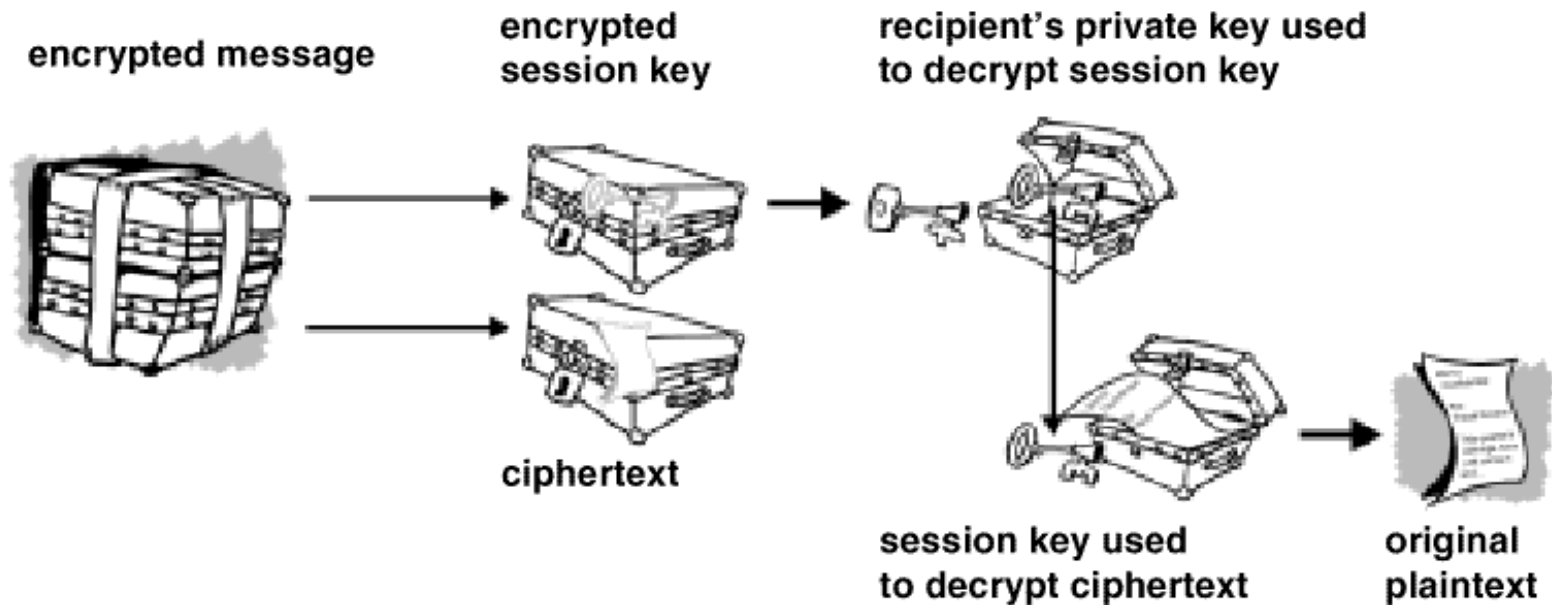 encrypted message
encrypted
session key
recipient's private key used
to decrypt session key
ciphertext
session key used
to decrypt ciphertext
original
plaintext